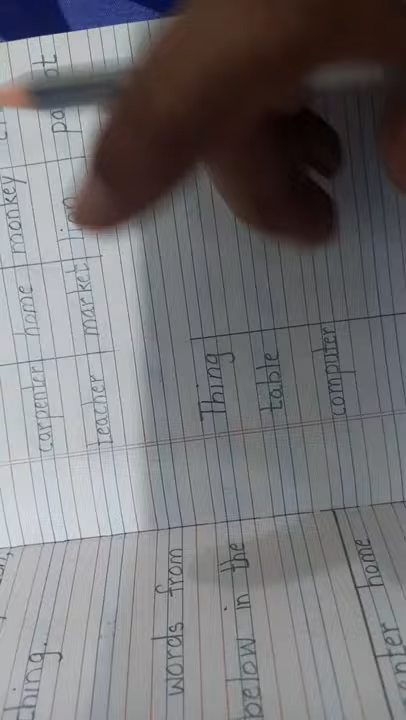 thing.
words from
below in the
home
carpenter home monkey
teacher market
Thing
table
computer